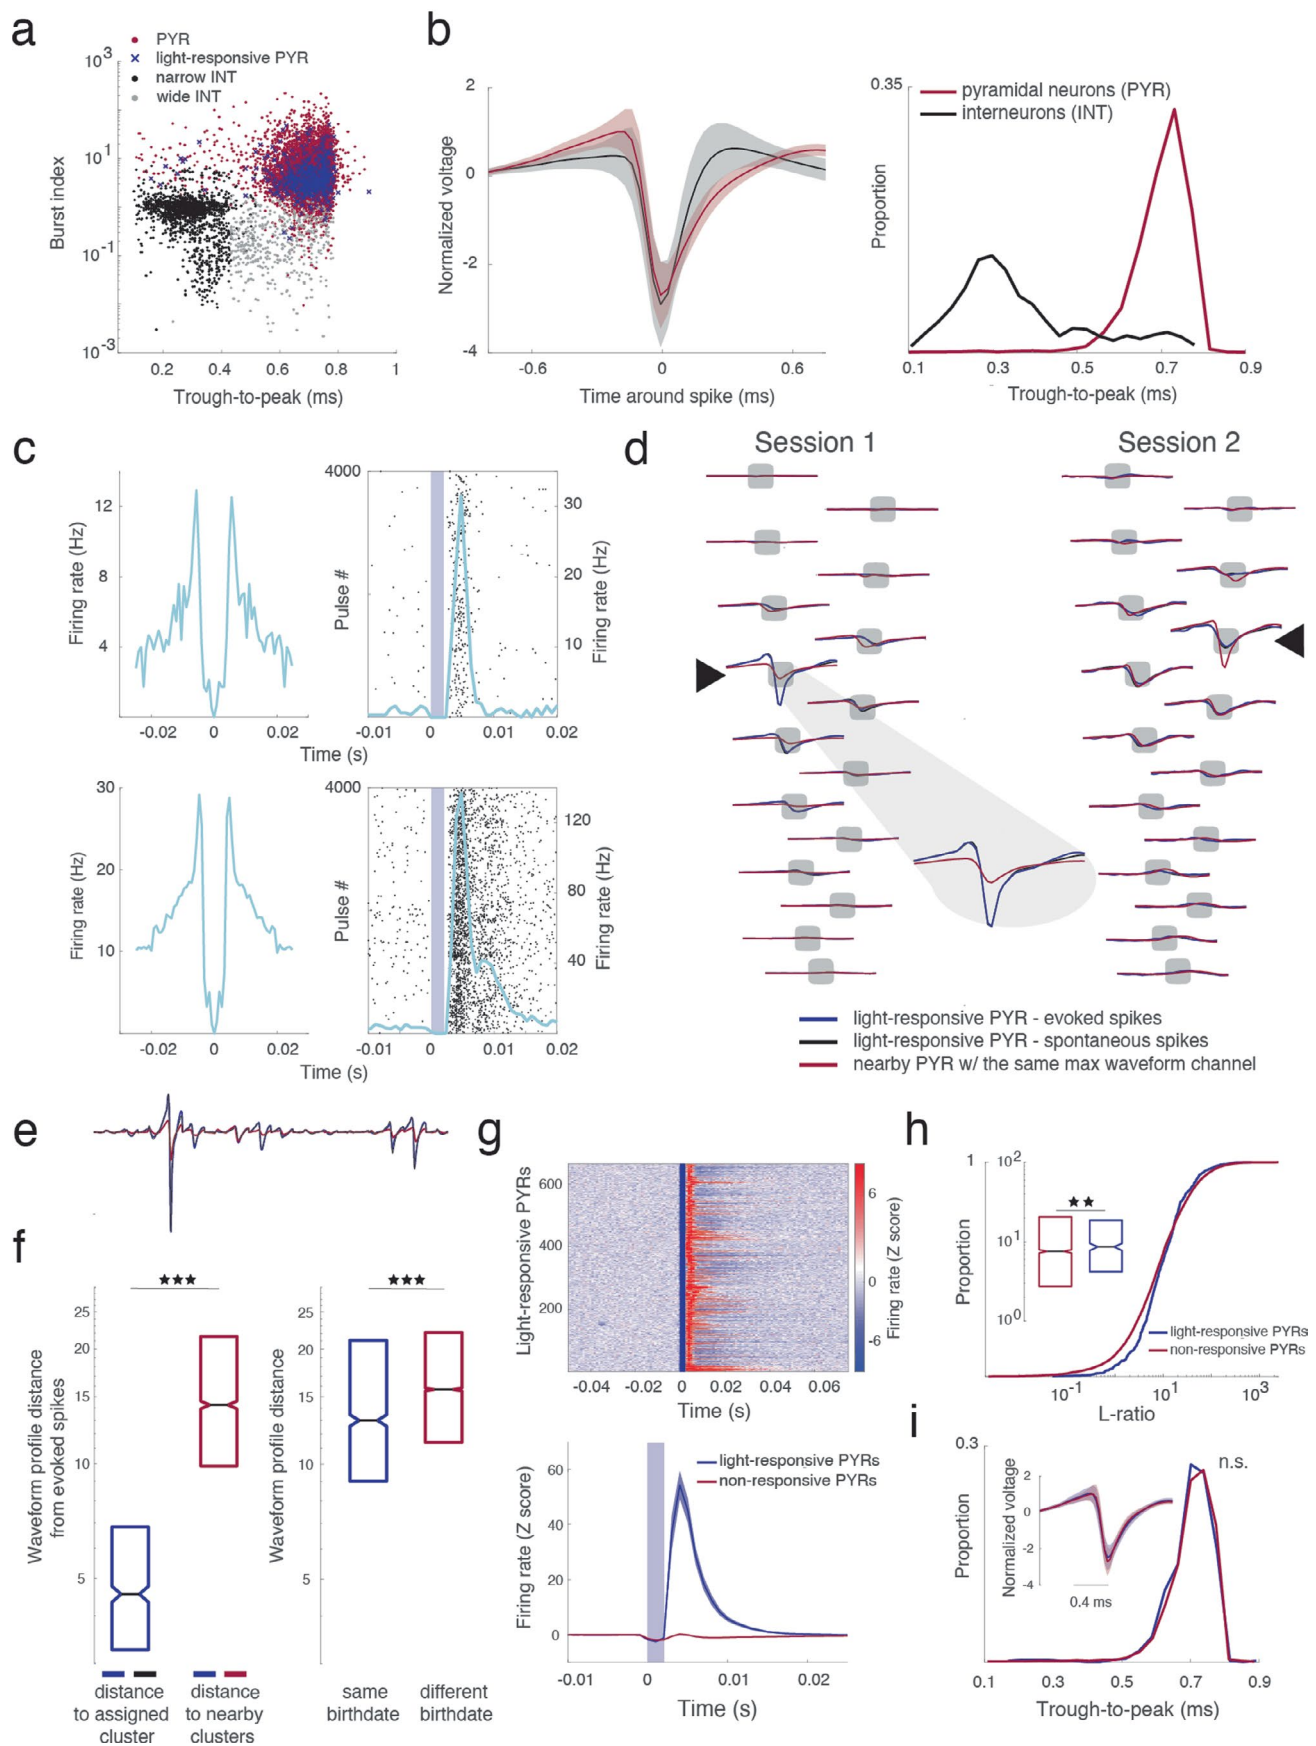 a
PYR
light-responsive PYR
narrow INT
wide INT
10^3
10^1
10^-1
10^-3
Burst index
0.2
0.4
0.6
0.8
1
Trough-to-peak (ms)
b
2
0
-2
-4
Normalized voltage
-0.6
0
0.6
Time around spike (ms)
0.35
pyramidal neurons (PYR)
interneurons (INT)
Proportion
0.1
0.3
0.5
0.7
0.9
Trough-to-peak (ms)
c
12
8
4
Firing rate (Hz)
-0.02
0
0.02
4000
Pulse #
30
20
10
Firing rate (Hz)
-0.01
0
0.01
0.02
Time (s)
30
20
10
Firing rate (Hz)
-0.02
0
0.02
4000
Pulse #
120
80
40
Firing rate (Hz)
-0.01
0
0.01
0.02
Time (s)
d
Session 1
Session 2
light-responsive PYR - evoked spikes
light-responsive PYR - spontaneous spikes
nearby PYR w/ the same max waveform channel
e
f
★★★
25
20
15
10
5
Waveform profile distance
from evoked spikes
distance
to assigned
cluster
distance
to nearby
clusters
★★★
25
20
15
10
5
Waveform profile distance
same
birthdate
different
birthdate
g
600
400
200
Light-responsive PYRs
6
0
-6
Firing rate (Z score)
-0.04
-0.02
0
0.02
0.04
0.06
Time (s)
60
40
20
0
Firing rate (Z score)
light-responsive PYRs
non-responsive PYRs
-0.01
0
0.01
0.02
Time (s)
h
1
10^2
10^1
10^0
★★
Proportion
light-responsive PYRs
non-responsive PYRs
10^-1
10^1
10^3
L-ratio
i
0.3
n.s.
Proportion
2
0
-2
-4
Normalized voltage
0.4 ms
0.1
0.3
0.5
0.7
0.9
Trough-to-peak (ms)